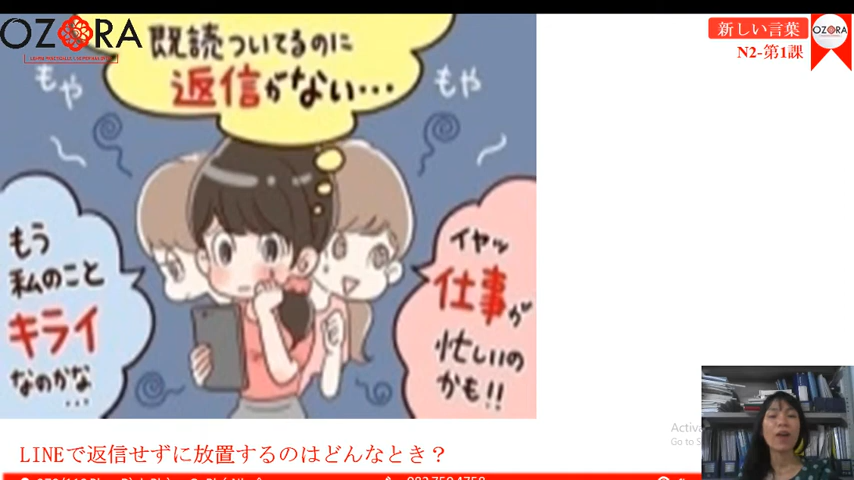 OZORA
新しい言葉
N2-第1課
OZORA
既読ついてるのに
返信がない…
もや
もや
もう
私のこと
キライ
なのかな
…
イヤッ
仕事が
忙しいの
かも!!
LINEで返信せずに放置するのはどんなとき？
Activa
Go to S